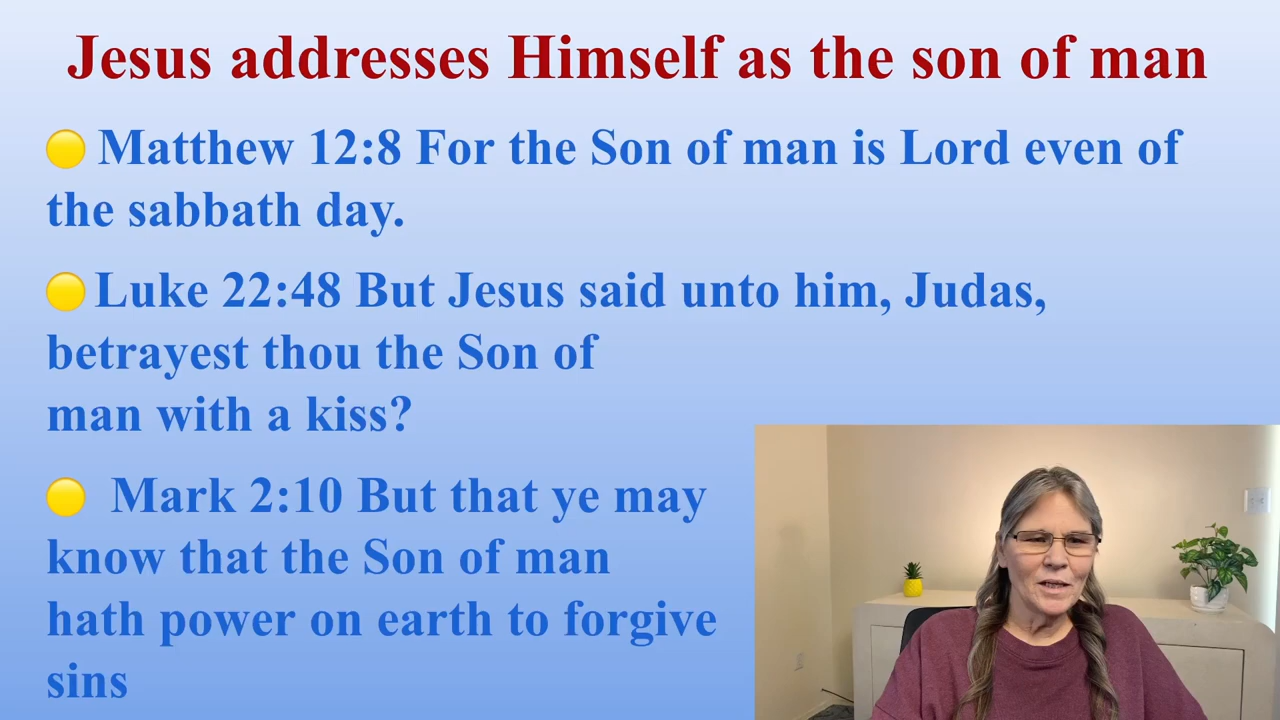 Jesus addresses Himself as the son of man
Matthew 12:8 For the Son of man is Lord even of
the sabbath day.
Luke 22:48 But Jesus said unto him, Judas,
betrayest thou the Son of
man with a kiss?
Mark 2:10 But that ye may
know that the Son of man
hath power on earth to forgive
sins